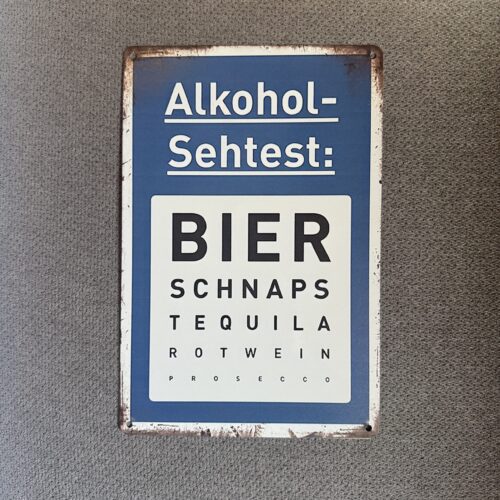 Alkohol-
Sehtest:
BIER
SCHNAPS
TEQUILA
ROTWEIN
PROSECCO